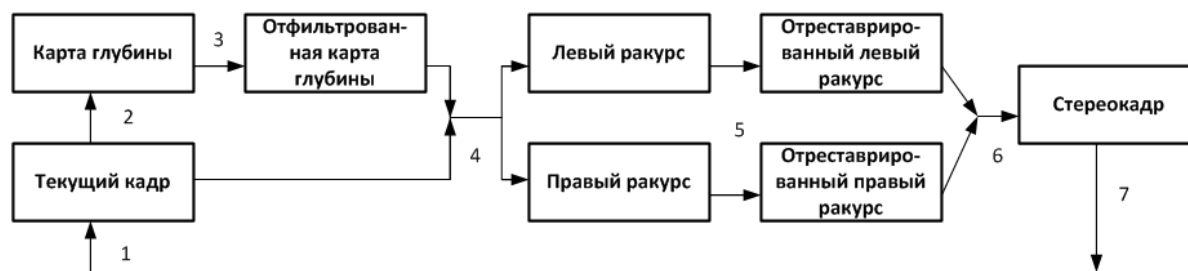 Карта глубины
3
Отфильтрован-
ная карта
глубины
Левый ракурс
Отреставриро-
ванный левый
ракурс
Стереокадр
2
4
5
6
Текущий кадр
Правый ракурс
Отреставриро-
ванный правый
ракурс
7
1